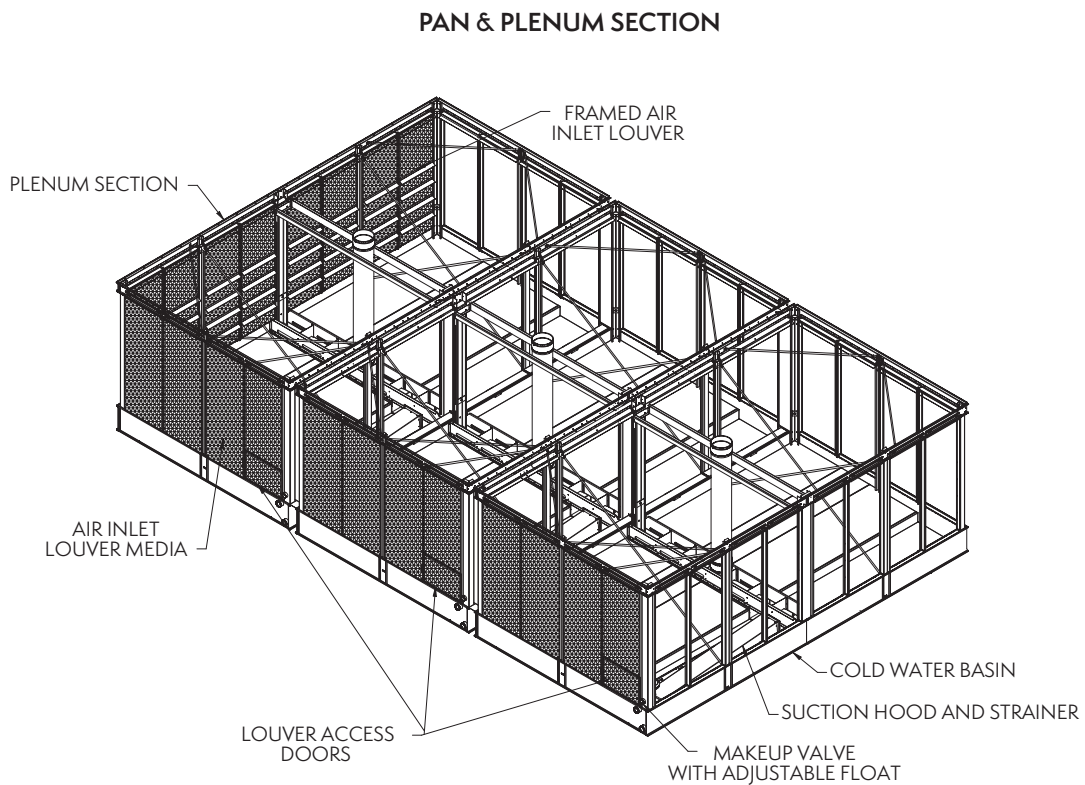 PAN & PLENUM SECTION
FRAMED AIR
INLET LOUVER
PLENUM SECTION
AIR INLET
LOUVER MEDIA
COLD WATER BASIN
SUCTION HOOD AND STRAINER
LOUVER ACCESS
DOORS
MAKEUP VALVE
WITH ADJUSTABLE FLOAT